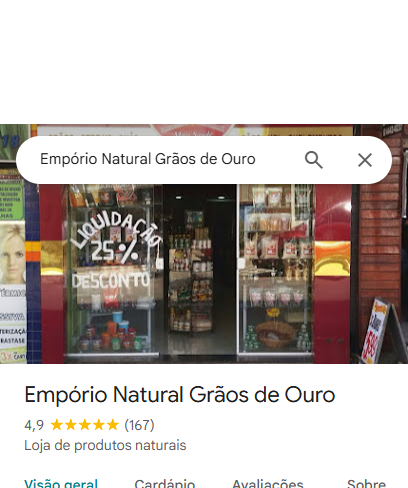 Empório Natural Grãos de Ouro
LIQUIDAÇÃO
25%
DESCONTO
Empório Natural Grãos de Ouro
4,9 (167)
Loja de produtos naturais
Visão geral Cardápio Avaliações Sobre